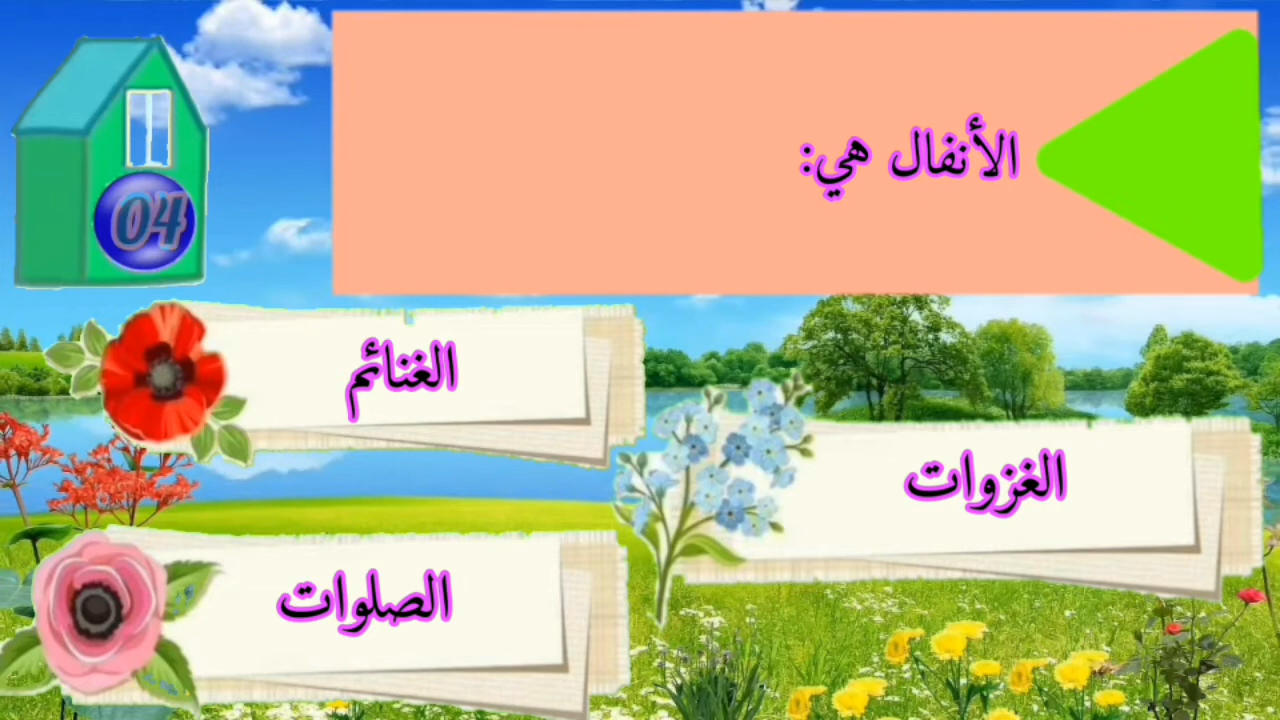 04
الأنفال هي:
الغنائم
الغزوات
الصلوات